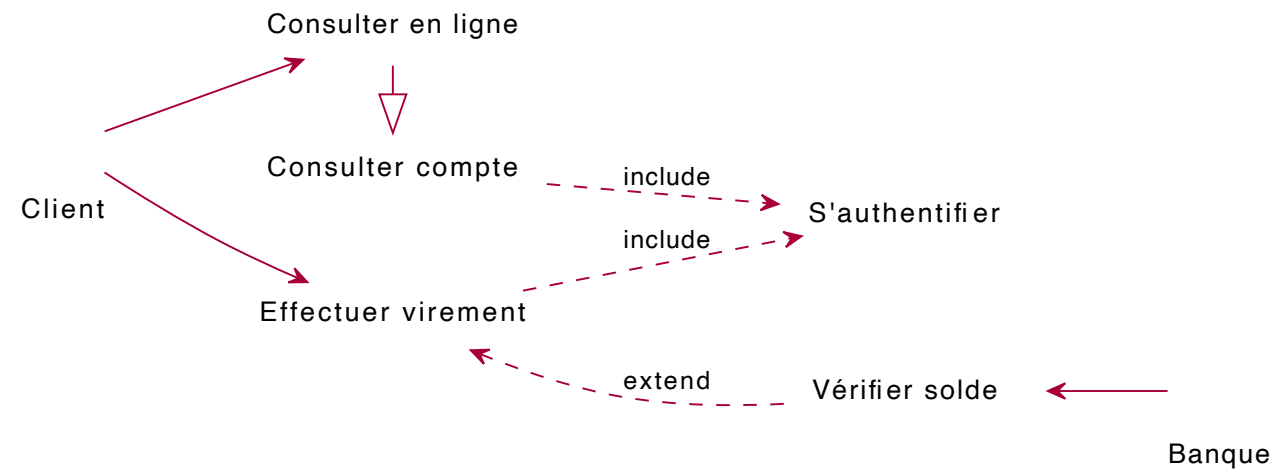 Consulter en ligne
Consulter compte
include
Client
S'authentifier
include
Effectuer virement
extend
Vérifier solde
Banque